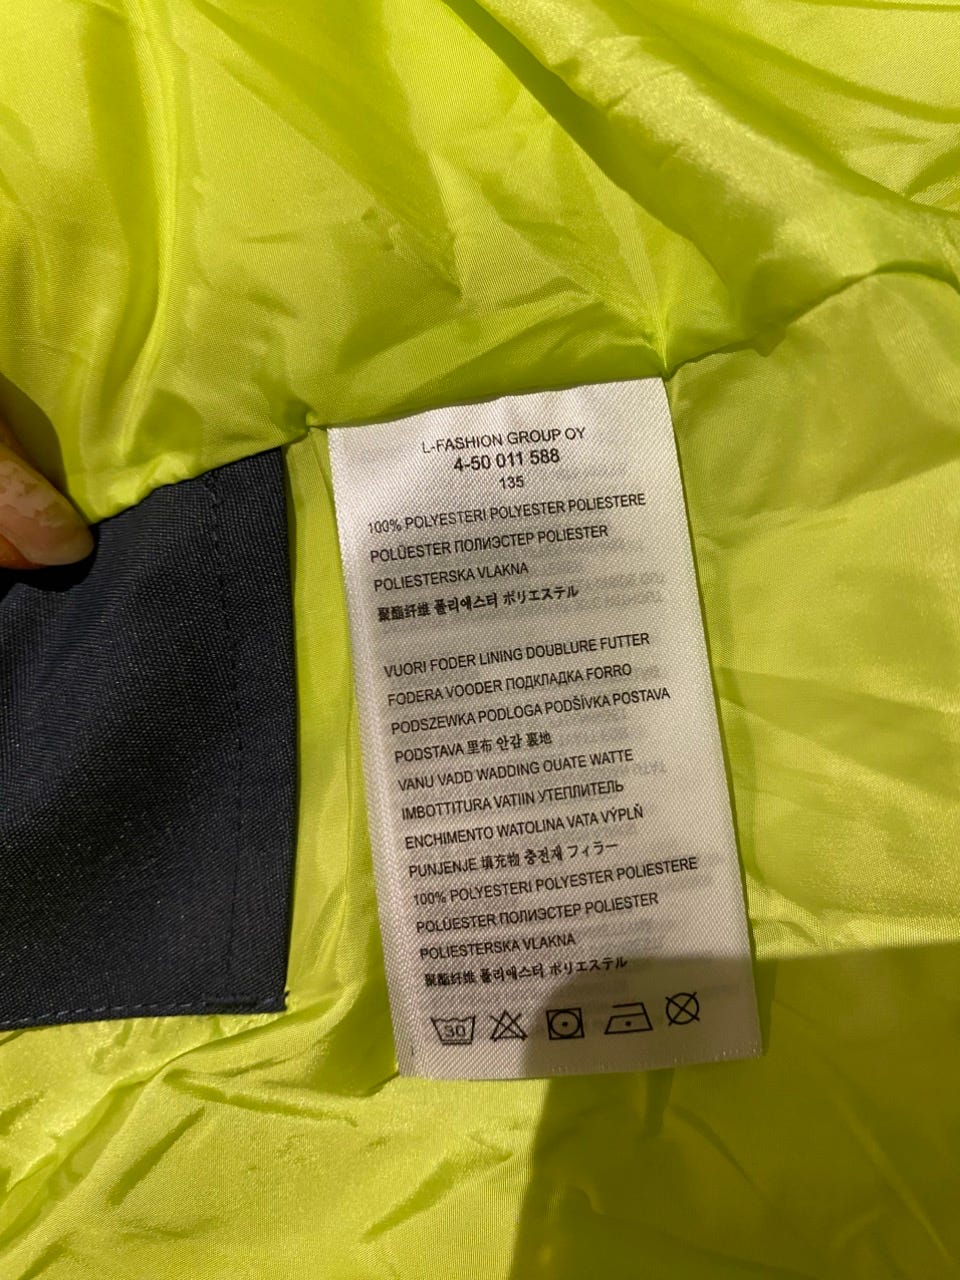 L-FASHION GROUP OY
4-50 011 588
135
100% POLYESTERI POLYESTER POLIESTERE
POLÜESTER ПОЛИЭСТЕР POLIESTER
POLIESTERSKA VLAKNA
聚酯纤维 폴리에스터 ポリエステル
VUORI FODER LINING DOUBLURE FUTTER
FODERA VOODER ПОДКЛАДКА FORRO
PODSZEWKA PODLOGA PODŠÍVKA POSTAVA
PODSTAVA 里布 안감 裏地
VANU VADD WADDING OUATE WATTE
IMBOTTITURA VATIIN УТЕПЛИТЕЛЬ
ENCHIMENTO WATOLINA VATA VÝPLŇ
PUNJENJE 填充物 충전재 フィラー
100% POLYESTERI POLYESTER POLIESTERE
POLÜESTER ПОЛИЭСТЕР POLIESTER
POLIESTERSKA VLAKNA
聚酯纤维 폴리에스터 ポリエステル
30